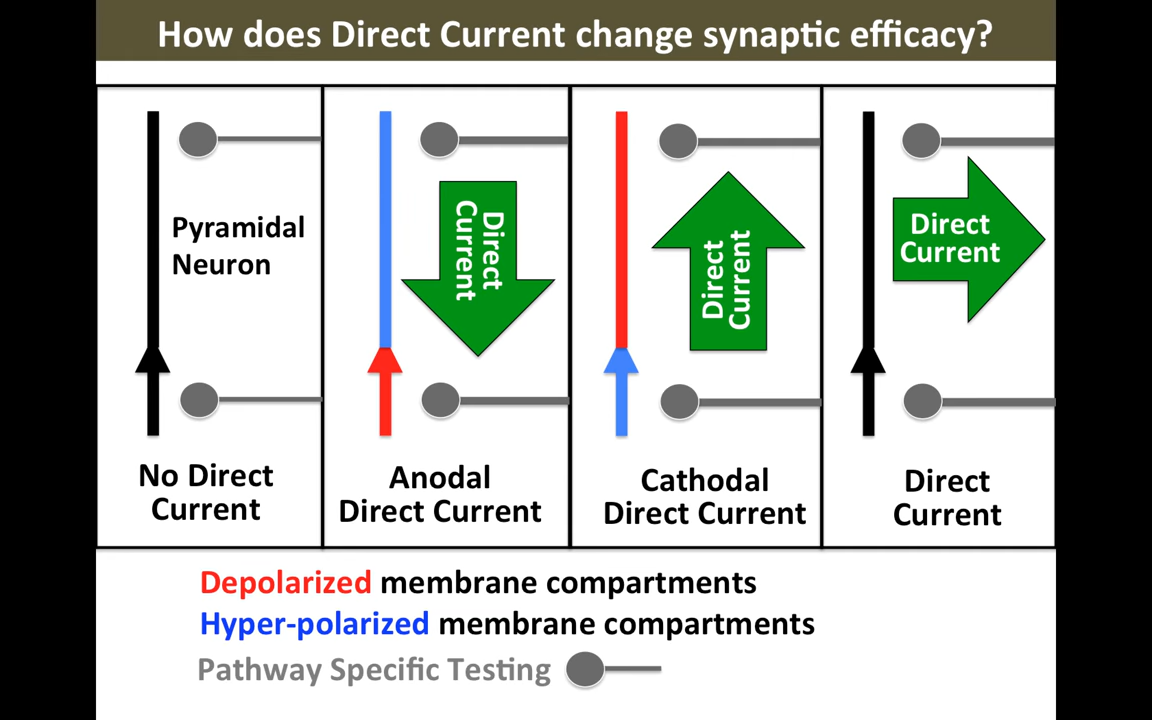 How does Direct Current change synaptic efficacy?
Pyramidal
Neuron
Direct
Current
Direct
Current
Direct
Current
No Direct
Current
Anodal
Direct Current
Cathodal
Direct Current
Direct
Current
Depolarized membrane compartments
Hyper-polarized membrane compartments
Pathway Specific Testing